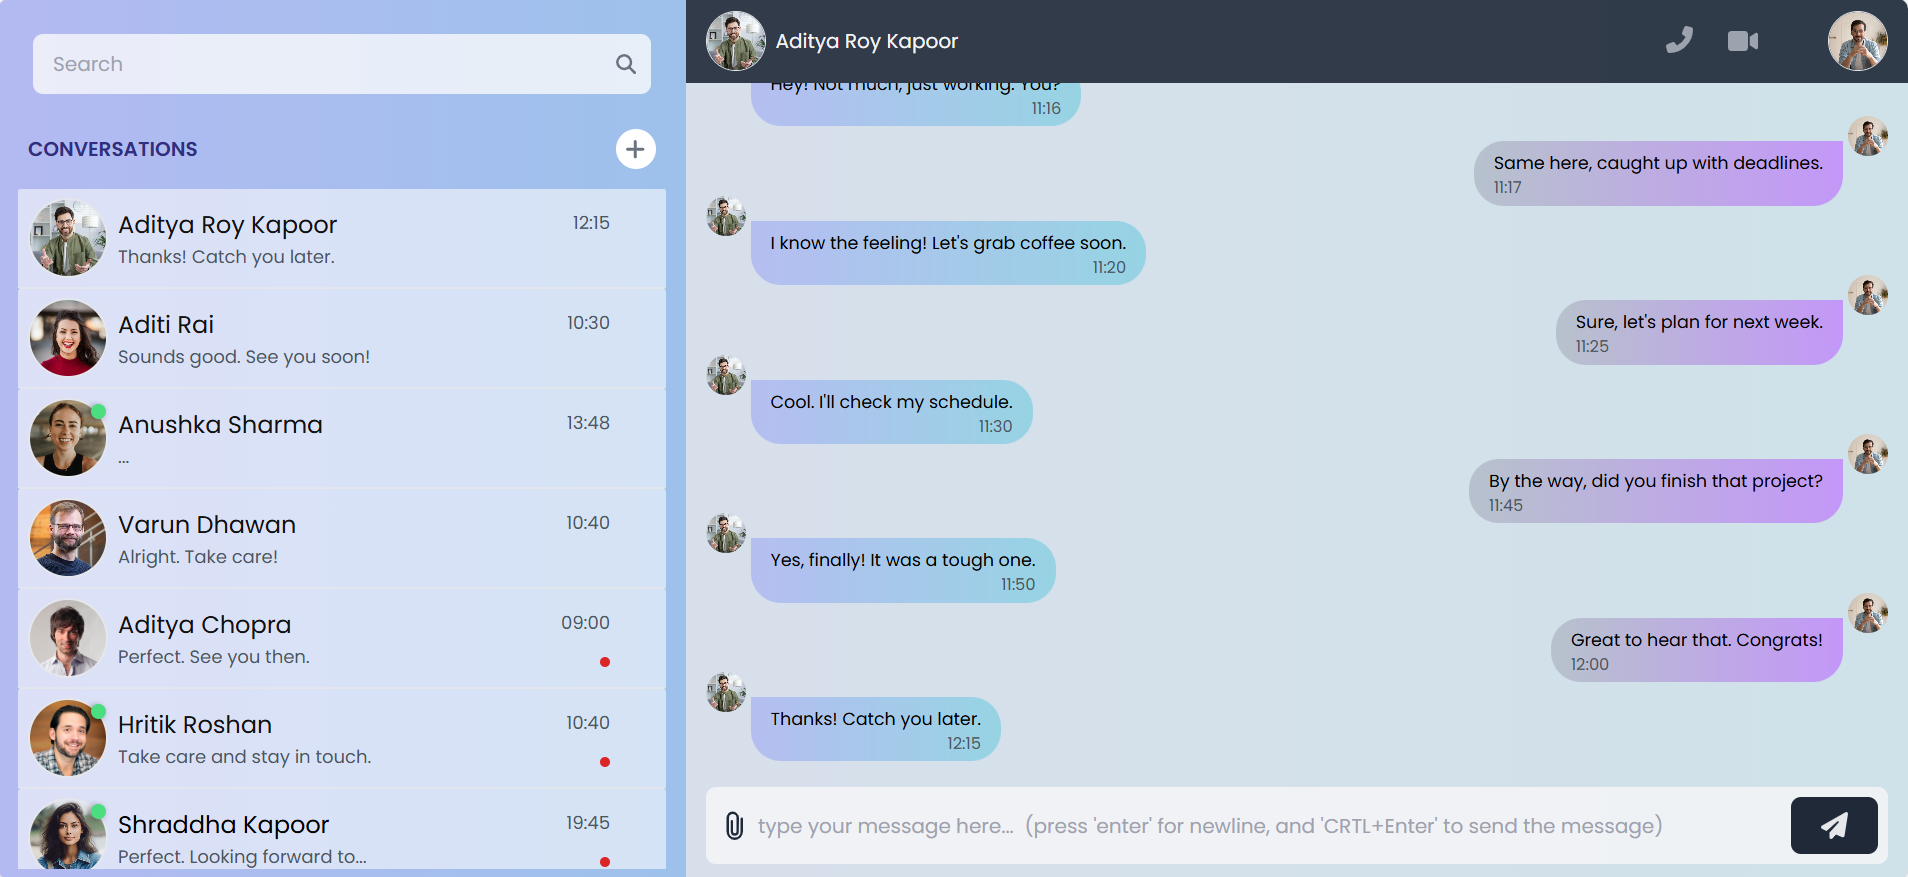 Search
CONVERSATIONS
Aditya Roy Kapoor
12:15
Thanks! Catch you later.
Aditi Rai
10:30
Sounds good. See you soon!
Anushka Sharma
13:48
...
Varun Dhawan
10:40
Alright. Take care!
Aditya Chopra
09:00
Perfect. See you then.
Hritik Roshan
10:40
Take care and stay in touch.
Shraddha Kapoor
19:45
Perfect. Looking forward to...
Aditya Roy Kapoor
Hey! Not much, just working. You?
11:16
Same here, caught up with deadlines.
11:17
I know the feeling! Let's grab coffee soon.
11:20
Sure, let's plan for next week.
11:25
Cool. I'll check my schedule.
11:30
By the way, did you finish that project?
11:45
Yes, finally! It was a tough one.
11:50
Great to hear that. Congrats!
12:00
Thanks! Catch you later.
12:15
type your message here... (press 'enter' for newline, and 'CRTL+Enter' to send the message)